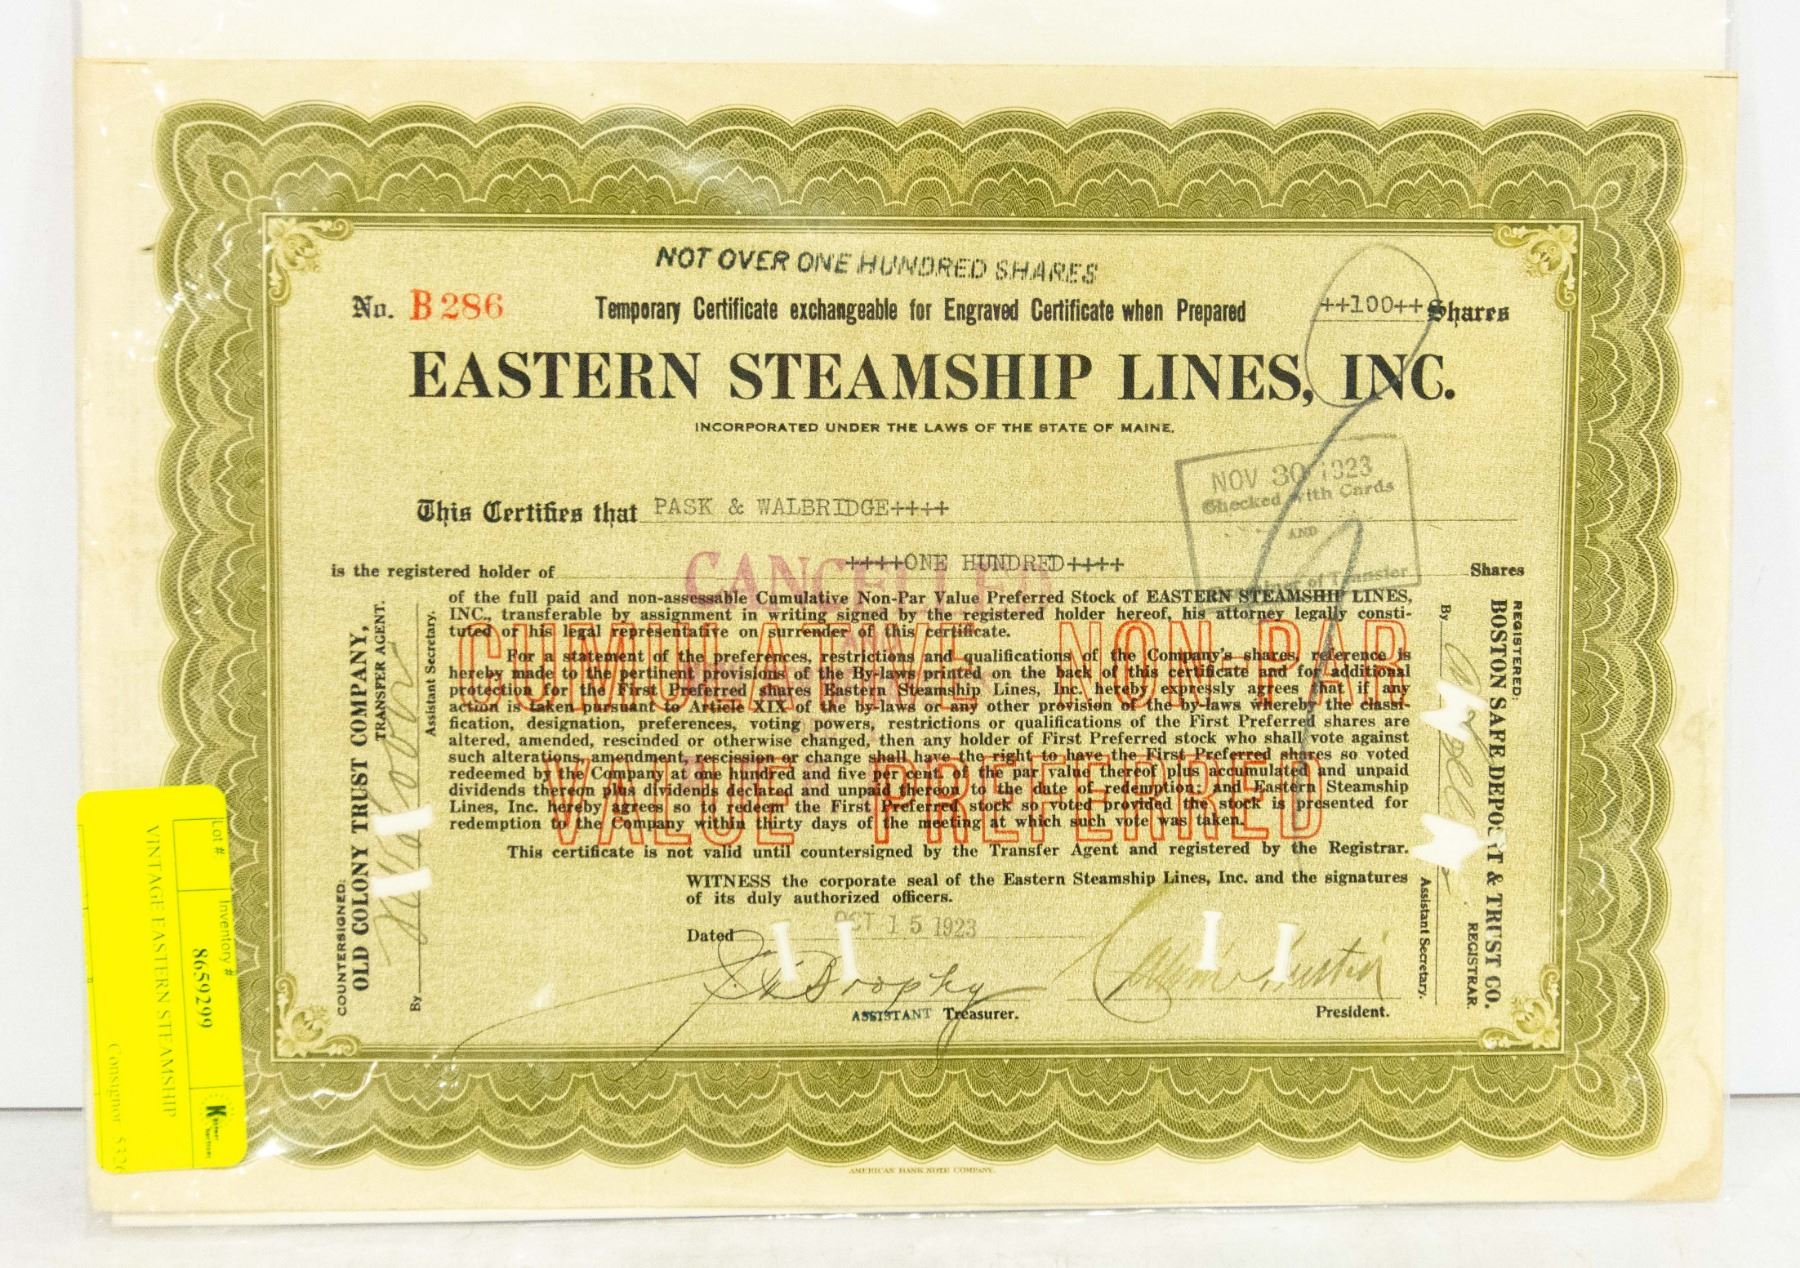 NOT OVER ONE HUNDRED SHARES
No. B286
Temporary Certificate exchangeable for Engraved Certificate when Prepared
++100++ Shares
EASTERN STEAMSHIP LINES, INC.
INCORPORATED UNDER THE LAWS OF THE STATE OF MAINE.
NOV 30 1923
Checked with Cards
AND
of Transfer
This Certifies that PASK & WALBRIDGE++++
is the registered holder of ++++ONE HUNDRED++++ Shares
CANCELLED
CUMULATIVE NON-PAR
VALUE PREFERRED
of the full paid and non-assessable Cumulative Non-Par Value Preferred Stock of EASTERN STEAMSHIP LINES,
INC., transferable by assignment in writing signed by the registered holder hereof, his attorney legally consti-
tuted or his legal representative on surrender of this certificate.
For a statement of the preferences, restrictions and qualifications of the Company's shares, reference is
hereby made to the pertinent provisions of the By-laws printed on the back of this certificate and for additional
protection for the First Preferred shares Eastern Steamship Lines, Inc. hereby expressly agrees that if any
action is taken pursuant to Article XIX of the by-laws or any other provision of the by-laws whereby the classi-
fication, designation, preferences, voting powers, restrictions or qualifications of the First Preferred shares are
altered, amended, rescinded or otherwise changed, then any holder of First Preferred stock who shall vote against
such alterations, amendment, rescission or change shall have the right to have the First Preferred shares so voted
redeemed by the Company at one hundred and five per cent. of the par value thereof plus accumulated and unpaid
dividends thereon plus dividends declared and unpaid thereon to the date of redemption; and Eastern Steamship
Lines, Inc. hereby agrees so to redeem the First Preferred stock so voted provided the stock is presented for
redemption to the Company within thirty days of the meeting at which such vote was taken.
This certificate is not valid until countersigned by the Transfer Agent and registered by the Registrar.
WITNESS the corporate seal of the Eastern Steamship Lines, Inc. and the signatures
of its duly authorized officers.
Dated OCT 15 1923
Brophy
ASSISTANT Treasurer.
Austin
President.
COUNTERSIGNED:
OLD COLONY TRUST COMPANY,
TRANSFER AGENT.
By
Assistant Secretary.
REGISTERED:
BOSTON SAFE DEPOSIT & TRUST CO.
REGISTRAR.
By
Assistant Secretary.
AMERICAN BANK NOTE COMPANY.
Lot #
Inventory #
8659299
VINTAGE EASTERN STEAMSHIP
Consignor